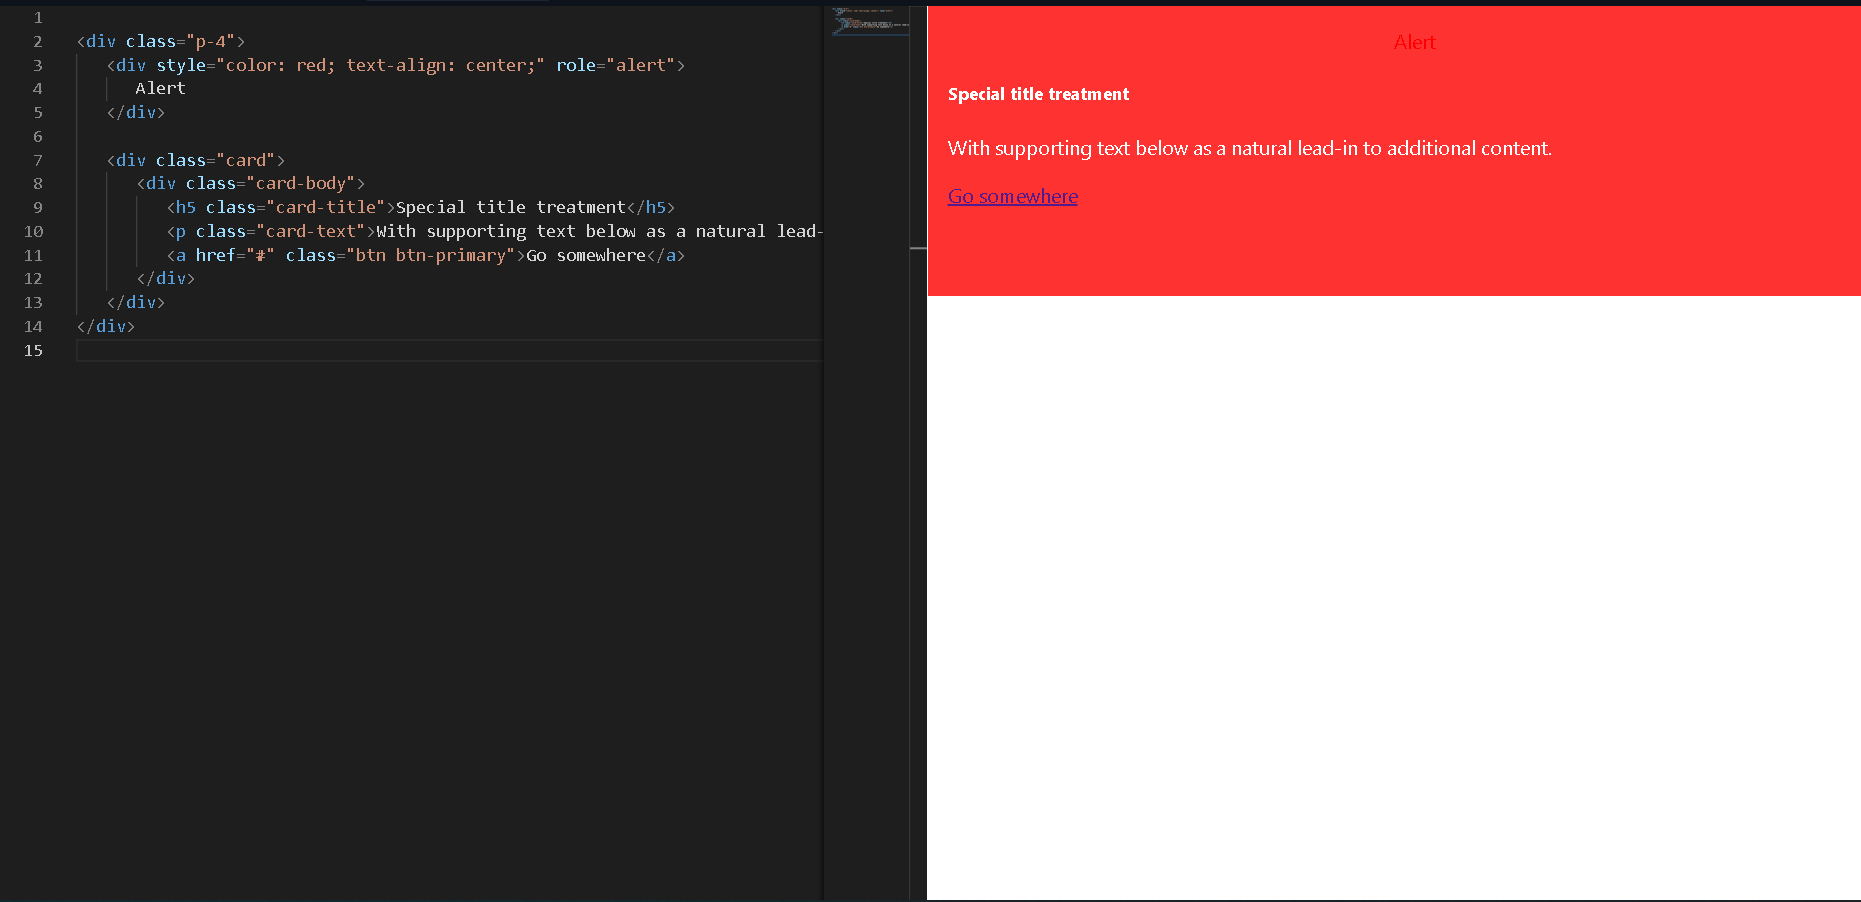 1
2 <div class="p-4">
3 <div style="color: red; text-align: center;" role="alert">
4 Alert
5 </div>
6
7 <div class="card">
8 <div class="card-body">
9 <h5 class="card-title">Special title treatment</h5>
10 <p class="card-text">With supporting text below as a natural lead-
11 <a href="#" class="btn btn-primary">Go somewhere</a>
12 </div>
13 </div>
14 </div>
15
Alert
Special title treatment
With supporting text below as a natural lead-in to additional content.
Go somewhere